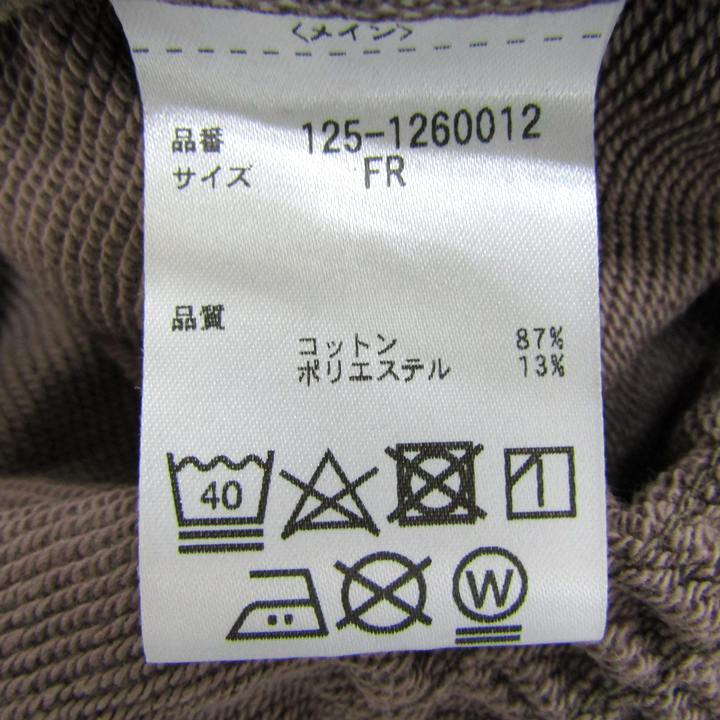 <メイン>
品番 125-1260012
サイズ FR
品質
コットン 87%
ポリエステル 13%
40
W